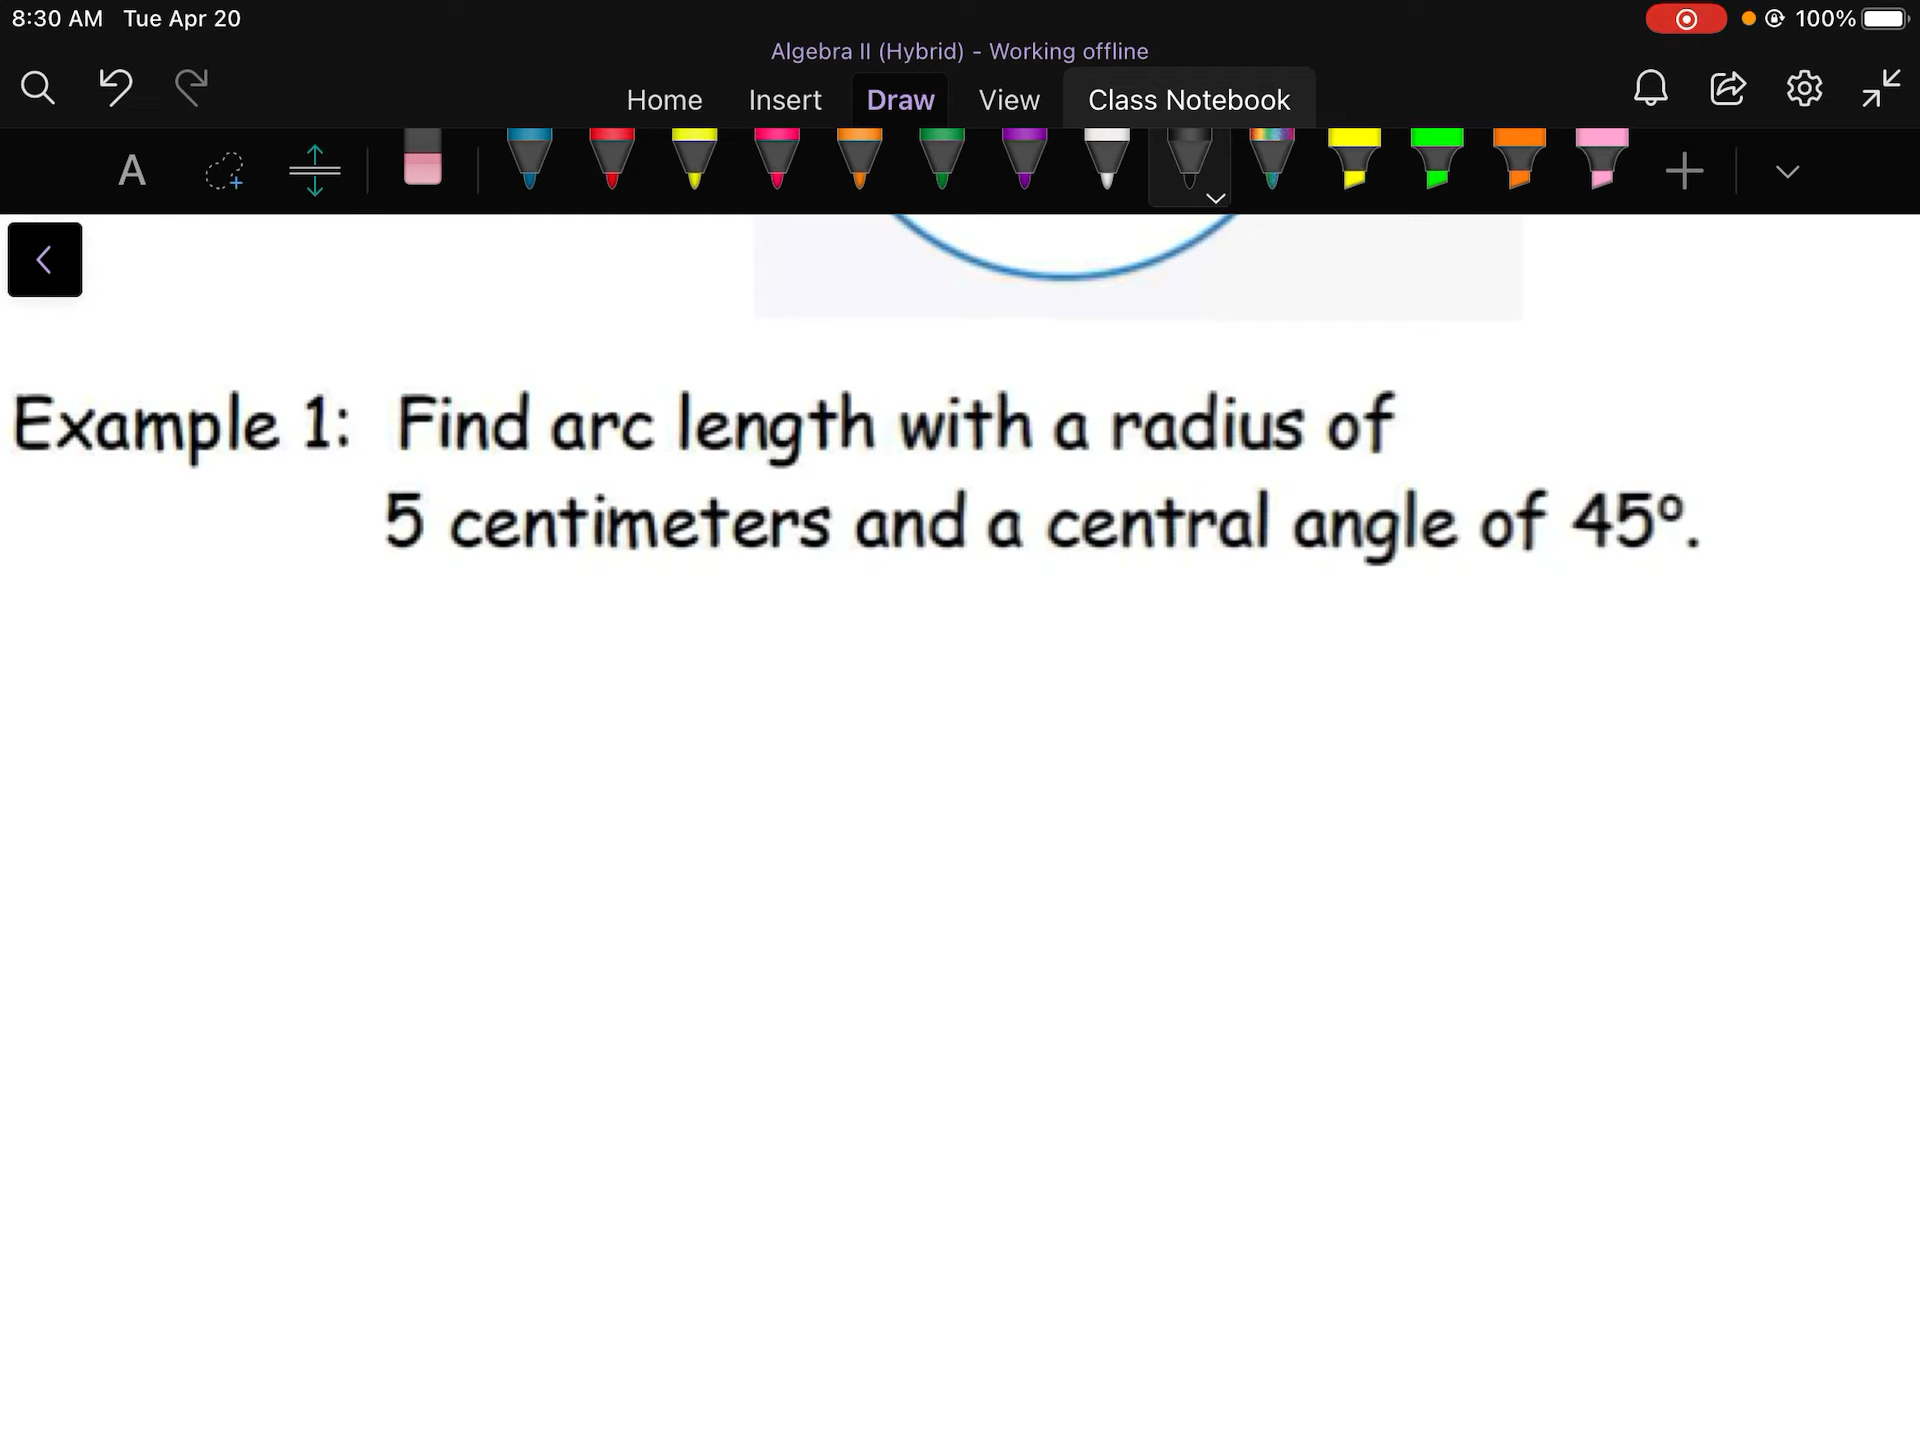 8:30 AM Tue Apr 20
100%
Algebra II (Hybrid) - Working offline
Home Insert Draw View Class Notebook
A
Example 1: Find arc length with a radius of
5 centimeters and a central angle of 45º.